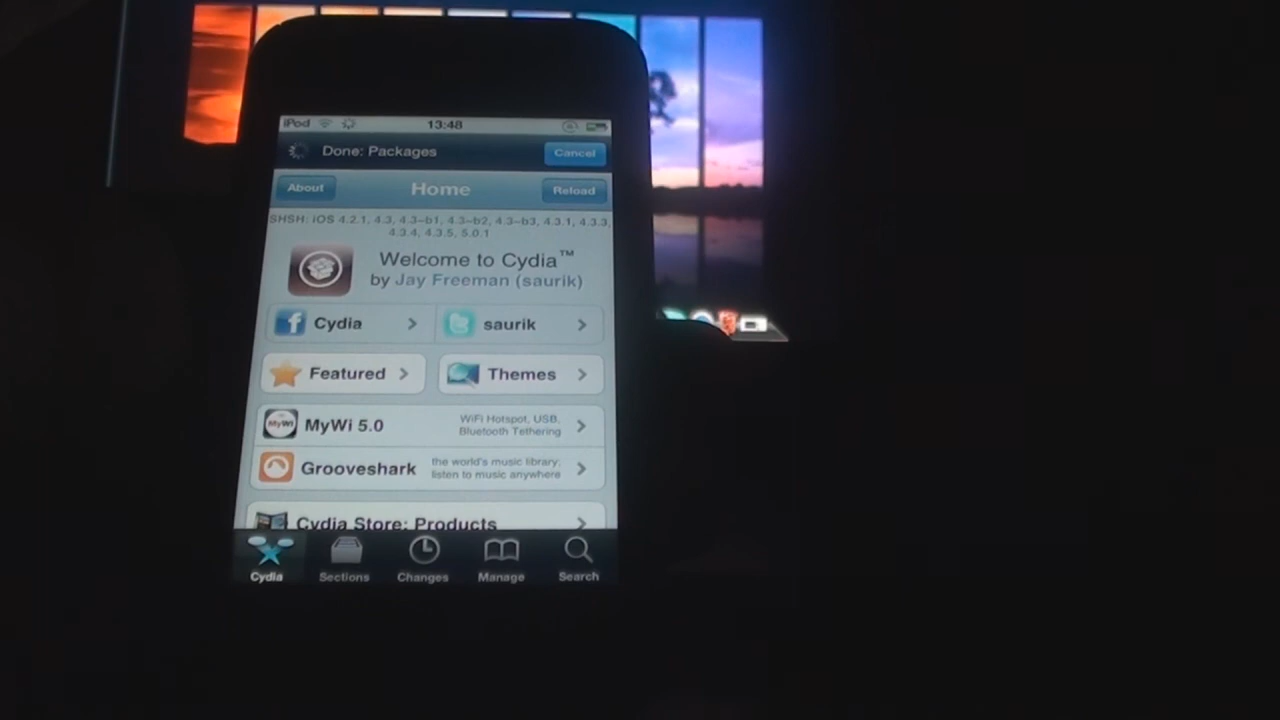 iPod 13:48
Done: Packages Cancel
About Home Reload
SHSH: iOS 4.2.1, 4.3, 4.3-b1, 4.3-b2, 4.3-b3, 4.3.1, 4.3.3,
4.3.4, 4.3.5, 5.0.1
Welcome to Cydia™
by Jay Freeman (saurik)
Cydia saurik
Featured Themes
MyWi MyWi 5.0 WiFi Hotspot, USB,
Bluetooth Tethering
Grooveshark the world's music library;
listen to music anywhere
Cydia Store: Products
Cydia Sections Changes Manage Search